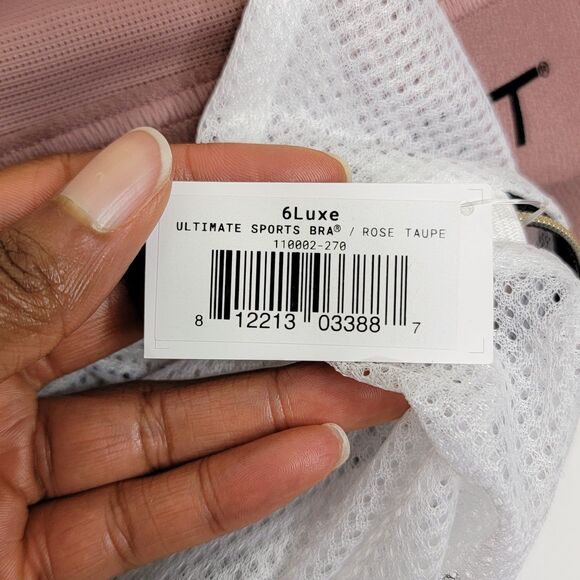 T®
6Luxe
ULTIMATE SPORTS BRA® / ROSE TAUPE
110002-270
8 12213 03388 7